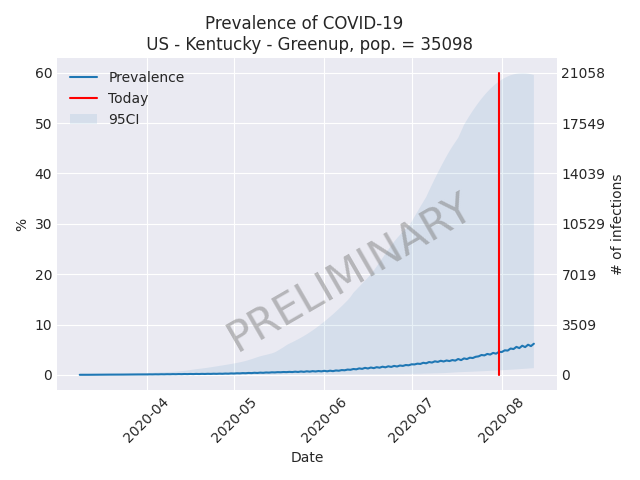 Prevalence of COVID-19
US - Kentucky - Greenup, pop. = 35098
Prevalence
Today
95CI
60
50
40
30
20
10
0
%
21058
17549
14039
10529
7019
3509
0
# of infections
PRELIMINARY
2020-04
2020-05
2020-06
2020-07
2020-08
Date